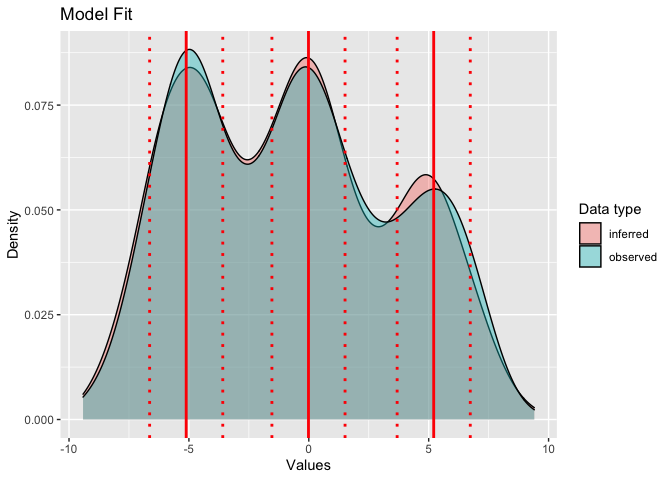 Model Fit
Density
0.075
0.050
0.025
0.000
-10
-5
0
5
10
Values
Data type
inferred
observed